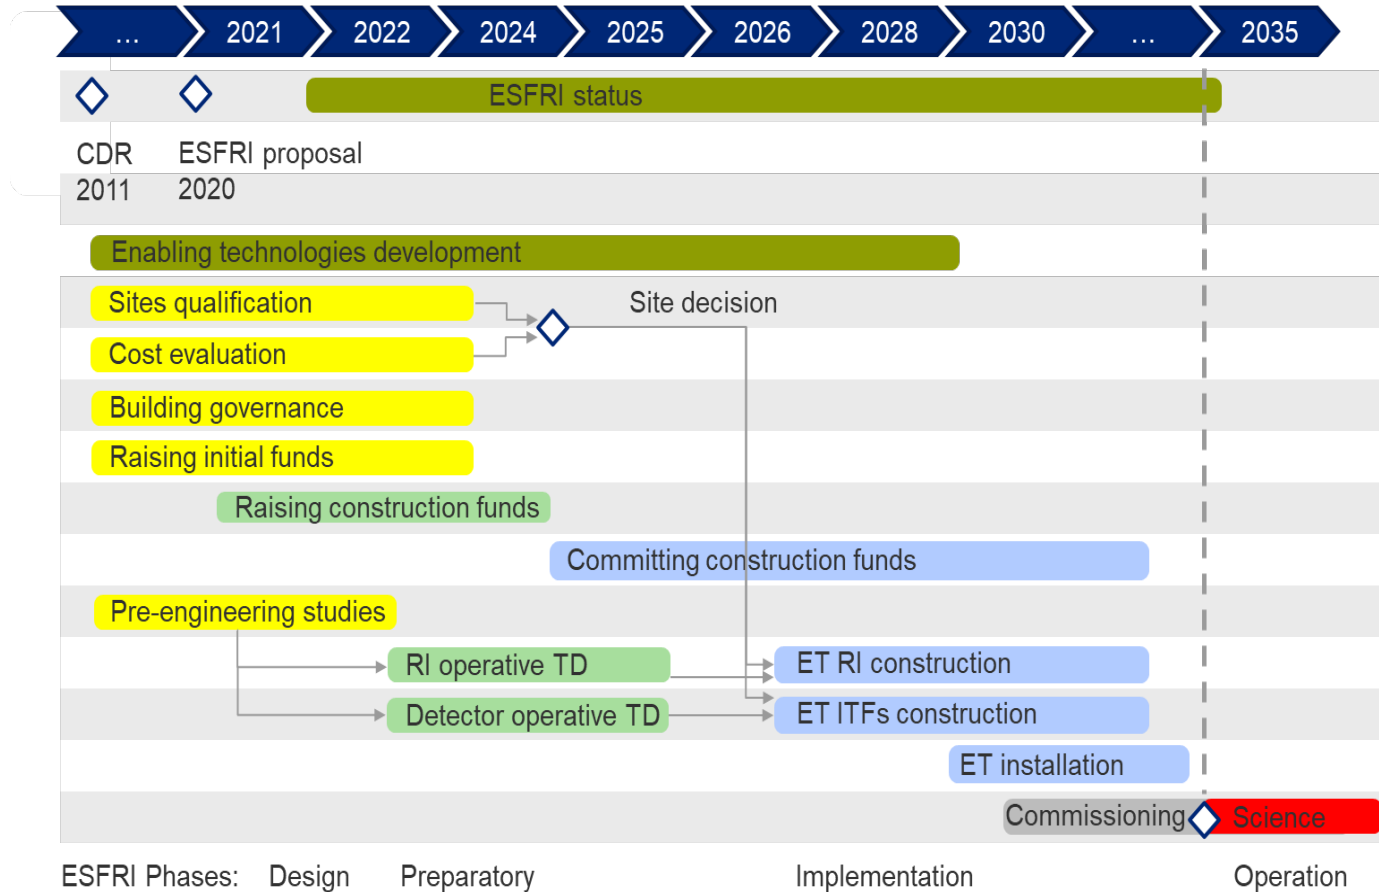 ... 2021 2022 2024 2025 2026 2028 2030 ... 2035
ESFRI status
CDR ESFRI proposal
2011 2020
Enabling technologies development
Sites qualification Site decision
Cost evaluation
Building governance
Raising initial funds
Raising construction funds
Committing construction funds
Pre-engineering studies
RI operative TD ET RI construction
Detector operative TD ET ITFs construction
ET installation
Commissioning Science
ESFRI Phases: Design Preparatory Implementation Operation